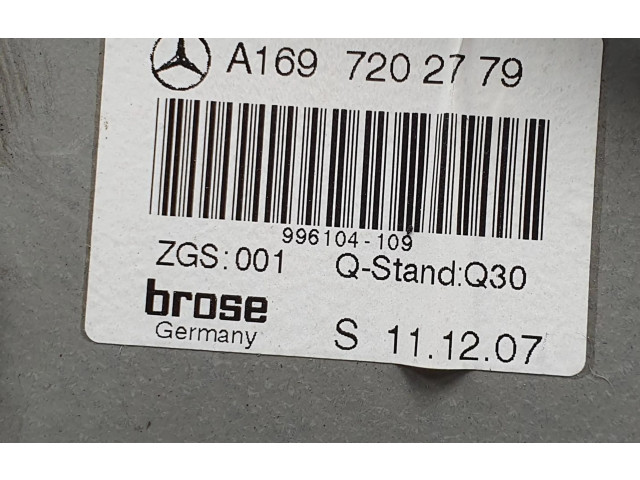 A169 720 27 79
996104-109
ZGS:001 Q-Stand:Q30
brose
Germany S 11.12.07